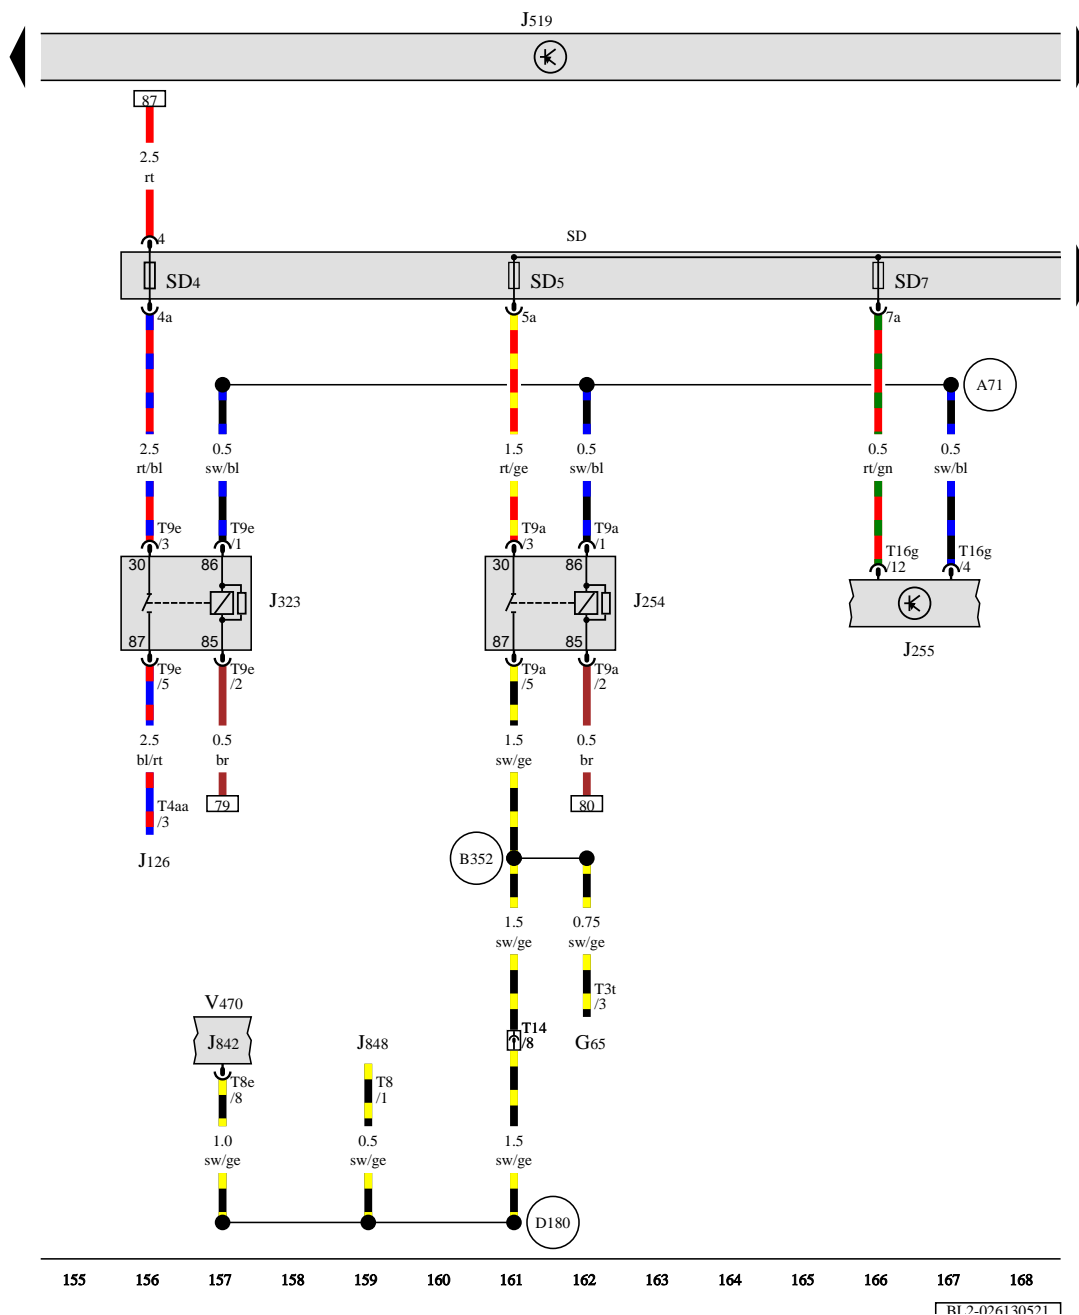 J519
87
2.5
rt
4
SD
SD4
SD5
SD7
4a
5a
7a
A71
2.5
0.5
1.5
0.5
0.5
0.5
rt/bl
sw/bl
rt/ge
sw/bl
rt/gn
sw/bl
T9e
/3
T9e
/1
T9a
/3
T9a
/1
T16g
/12
T16g
/4
30
86
30
86
J323
J254
87
85
87
85
J255
T9e
/5
T9e
/2
T9a
/5
T9a
/2
2.5
0.5
1.5
0.5
bl/rt
br
sw/ge
br
79
80
T4aa
/3
J126
B352
1.5
0.75
sw/ge
sw/ge
T3t
/3
V470
T14
/8
J842
J848
G65
T8e
/8
T8
/1
1.0
0.5
1.5
sw/ge
sw/ge
sw/ge
D180
155 156 157 158 159 160 161 162 163 164 165 166 167 168
BL2-026130521